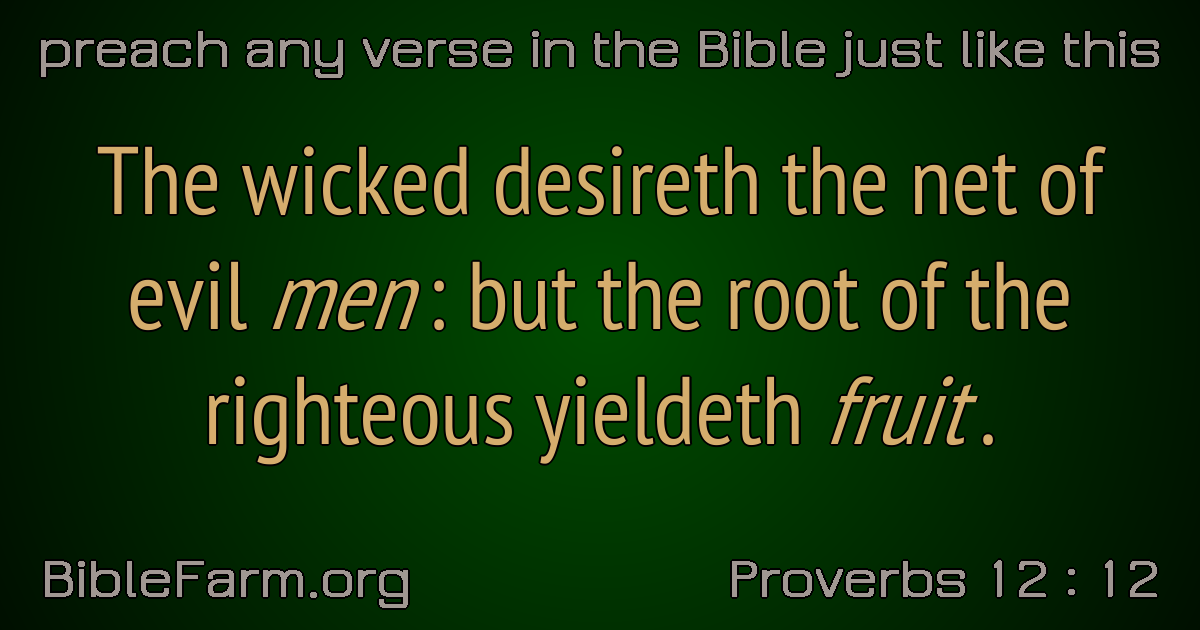 preach any verse in the Bible just like this
The wicked desireth the net of
evil men: but the root of the
righteous yieldeth fruit.
BibleFarm.org
Proverbs 12 : 12